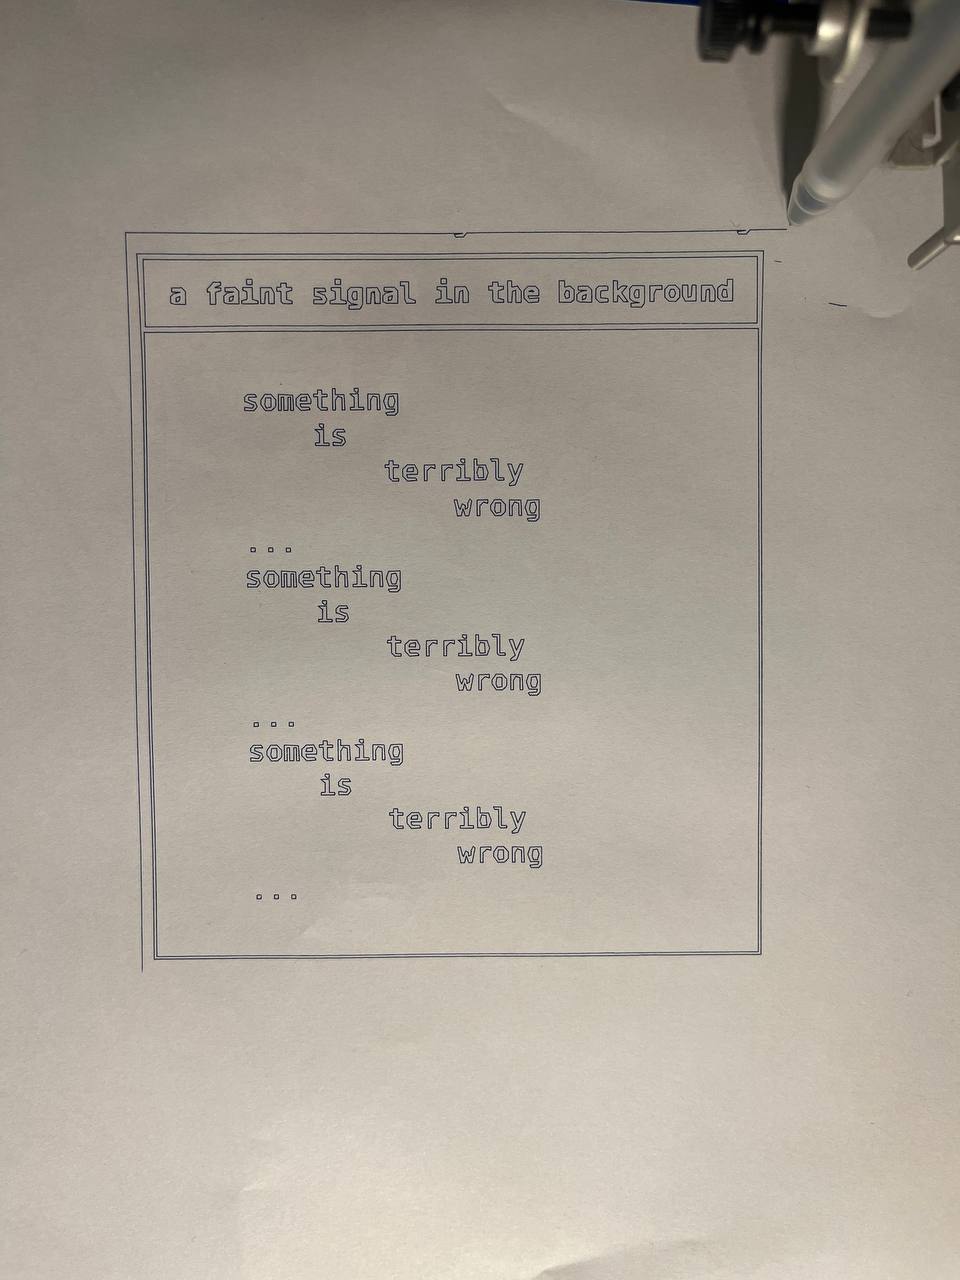 a faint signal in the background
something
is
terribly
wrong
...
something
is
terribly
wrong
...
something
is
terribly
wrong
...